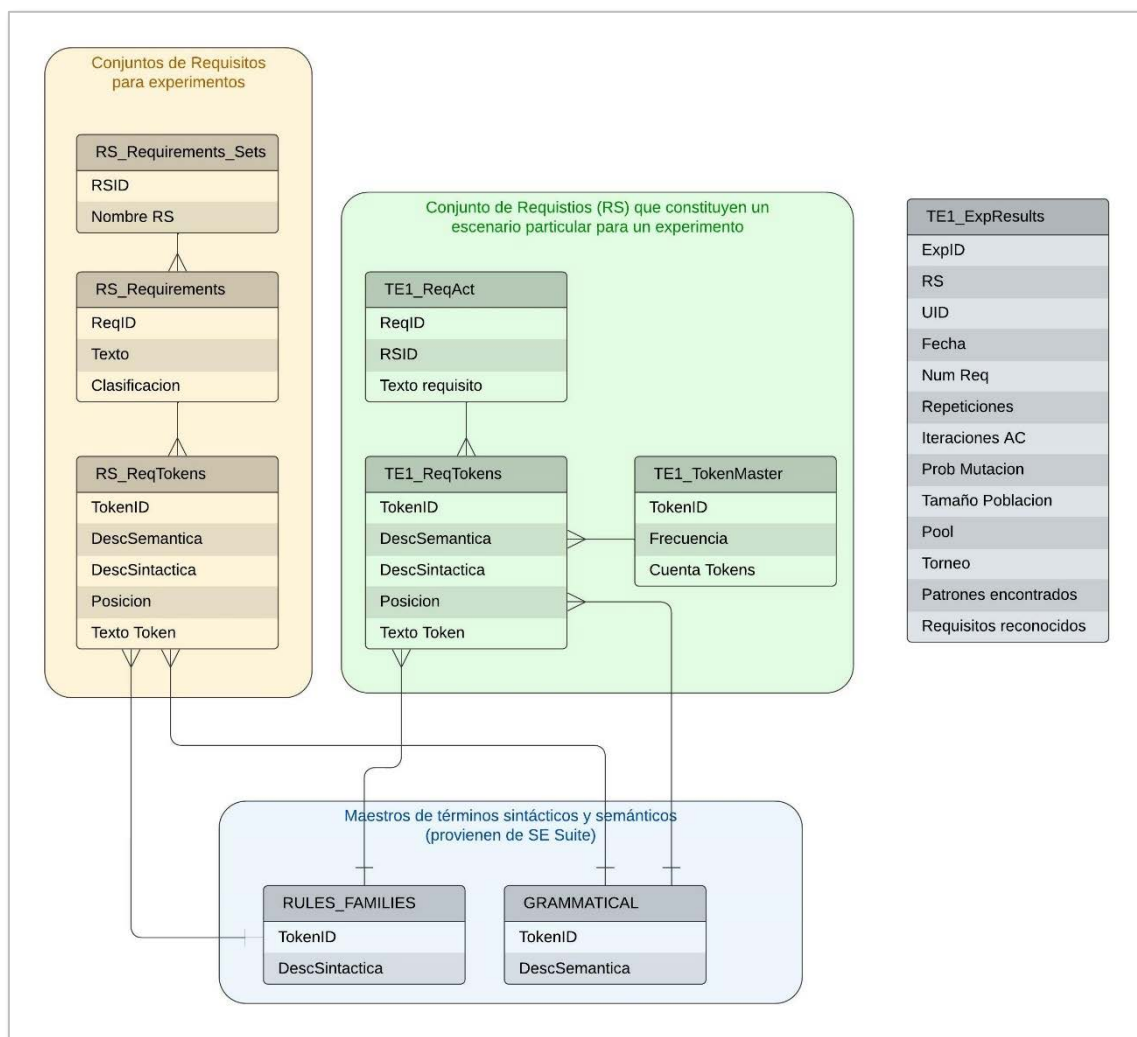 Conjuntos de Requisitos
para experimentos
RS_Requirements_Sets
RSID
Nombre RS
RS_Requirements
ReqID
Texto
Clasificacion
RS_ReqTokens
TokenID
DescSemantica
DescSintactica
Posicion
Texto Token
Conjunto de Requistios (RS) que constituyen un
escenario particular para un experimento
TE1_ReqAct
ReqID
RSID
Texto requisito
TE1_ReqTokens
TokenID
DescSemantica
DescSintactica
Posicion
Texto Token
TE1_TokenMaster
TokenID
Frecuencia
Cuenta Tokens
TE1_ExpResults
ExpID
RS
UID
Fecha
Num Req
Repeticiones
Iteraciones AC
Prob Mutacion
Tamaño Poblacion
Pool
Torneo
Patrones encontrados
Requisitos reconocidos
Maestros de términos sintácticos y semánticos
(provienen de SE Suite)
RULES_FAMILIES
TokenID
DescSintactica
GRAMMATICAL
TokenID
DescSemantica